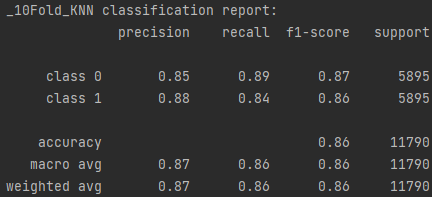 _10Fold_KNN classification report:
precision recall f1-score support
class 0 0.85 0.89 0.87 5895
class 1 0.88 0.84 0.86 5895
accuracy 0.86 11790
macro avg 0.87 0.86 0.86 11790
weighted avg 0.87 0.86 0.86 11790